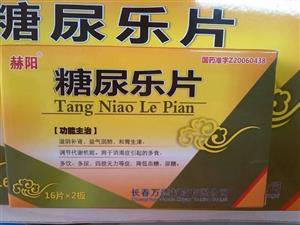 糖尿乐片
赫阳
国药准字Z20060438
糖尿乐片
Tang Niao Le Pian
【功能主治】
滋阴补肾，益气润肺，和胃生津，
调节代谢机能。用于消渴症引起的多食、
多饮、多尿、四肢无力等症，降低血糖、尿糖。
16片×2板
长春万
有限公司